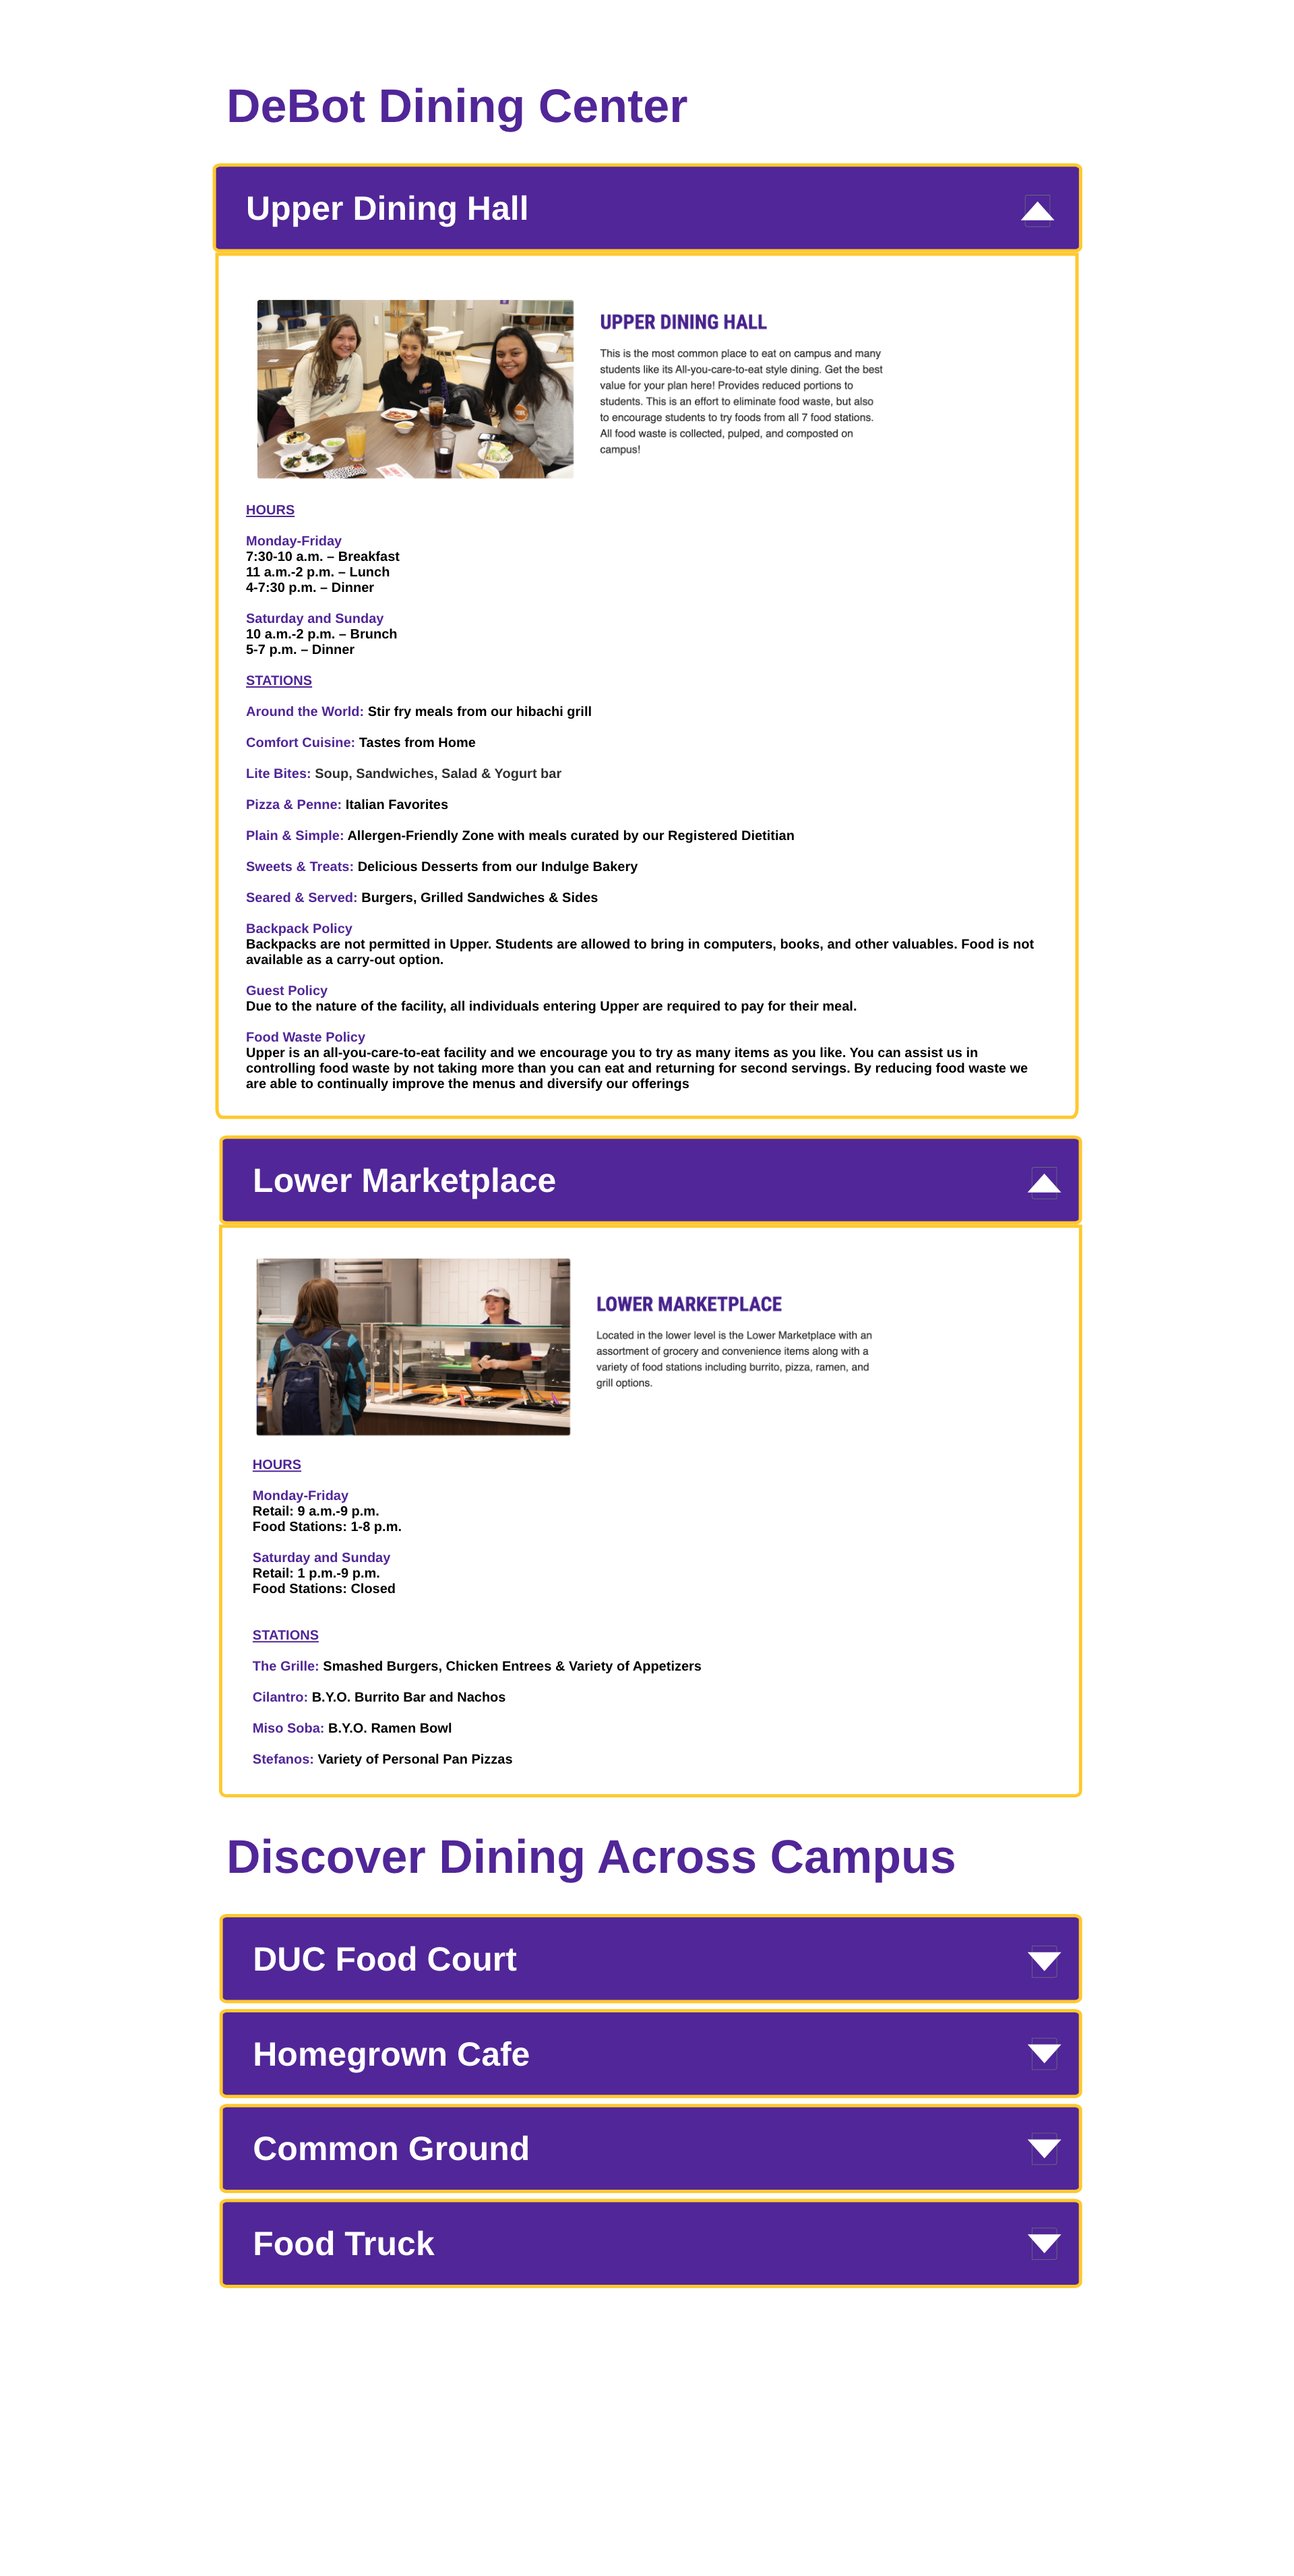 DeBot Dining Center
Upper Dining Hall
UPPER DINING HALL
This is the most common place to eat on campus and many
students like its All-you-care-to-eat style dining. Get the best
value for your plan here! Provides reduced portions to
students. This is an effort to eliminate food waste, but also
to encourage students to try foods from all 7 food stations.
All food waste is collected, pulped, and composted on
campus!
HOURS
Monday-Friday
7:30-10 a.m. – Breakfast
11 a.m.-2 p.m. – Lunch
4-7:30 p.m. – Dinner
Saturday and Sunday
10 a.m.-2 p.m. – Brunch
5-7 p.m. – Dinner
STATIONS
Around the World: Stir fry meals from our hibachi grill
Comfort Cuisine: Tastes from Home
Lite Bites: Soup, Sandwiches, Salad & Yogurt bar
Pizza & Penne: Italian Favorites
Plain & Simple: Allergen-Friendly Zone with meals curated by our Registered Dietitian
Sweets & Treats: Delicious Desserts from our Indulge Bakery
Seared & Served: Burgers, Grilled Sandwiches & Sides
Backpack Policy
Backpacks are not permitted in Upper. Students are allowed to bring in computers, books, and other valuables. Food is not
available as a carry-out option.
Guest Policy
Due to the nature of the facility, all individuals entering Upper are required to pay for their meal.
Food Waste Policy
Upper is an all-you-care-to-eat facility and we encourage you to try as many items as you like. You can assist us in
controlling food waste by not taking more than you can eat and returning for second servings. By reducing food waste we
are able to continually improve the menus and diversify our offerings
Lower Marketplace
LOWER MARKETPLACE
Located in the lower level is the Lower Marketplace with an
assortment of grocery and convenience items along with a
variety of food stations including burrito, pizza, ramen, and
grill options.
HOURS
Monday-Friday
Retail: 9 a.m.-9 p.m.
Food Stations: 1-8 p.m.
Saturday and Sunday
Retail: 1 p.m.-9 p.m.
Food Stations: Closed
STATIONS
The Grille: Smashed Burgers, Chicken Entrees & Variety of Appetizers
Cilantro: B.Y.O. Burrito Bar and Nachos
Miso Soba: B.Y.O. Ramen Bowl
Stefanos: Variety of Personal Pan Pizzas
Discover Dining Across Campus
DUC Food Court
Homegrown Cafe
Common Ground
Food Truck